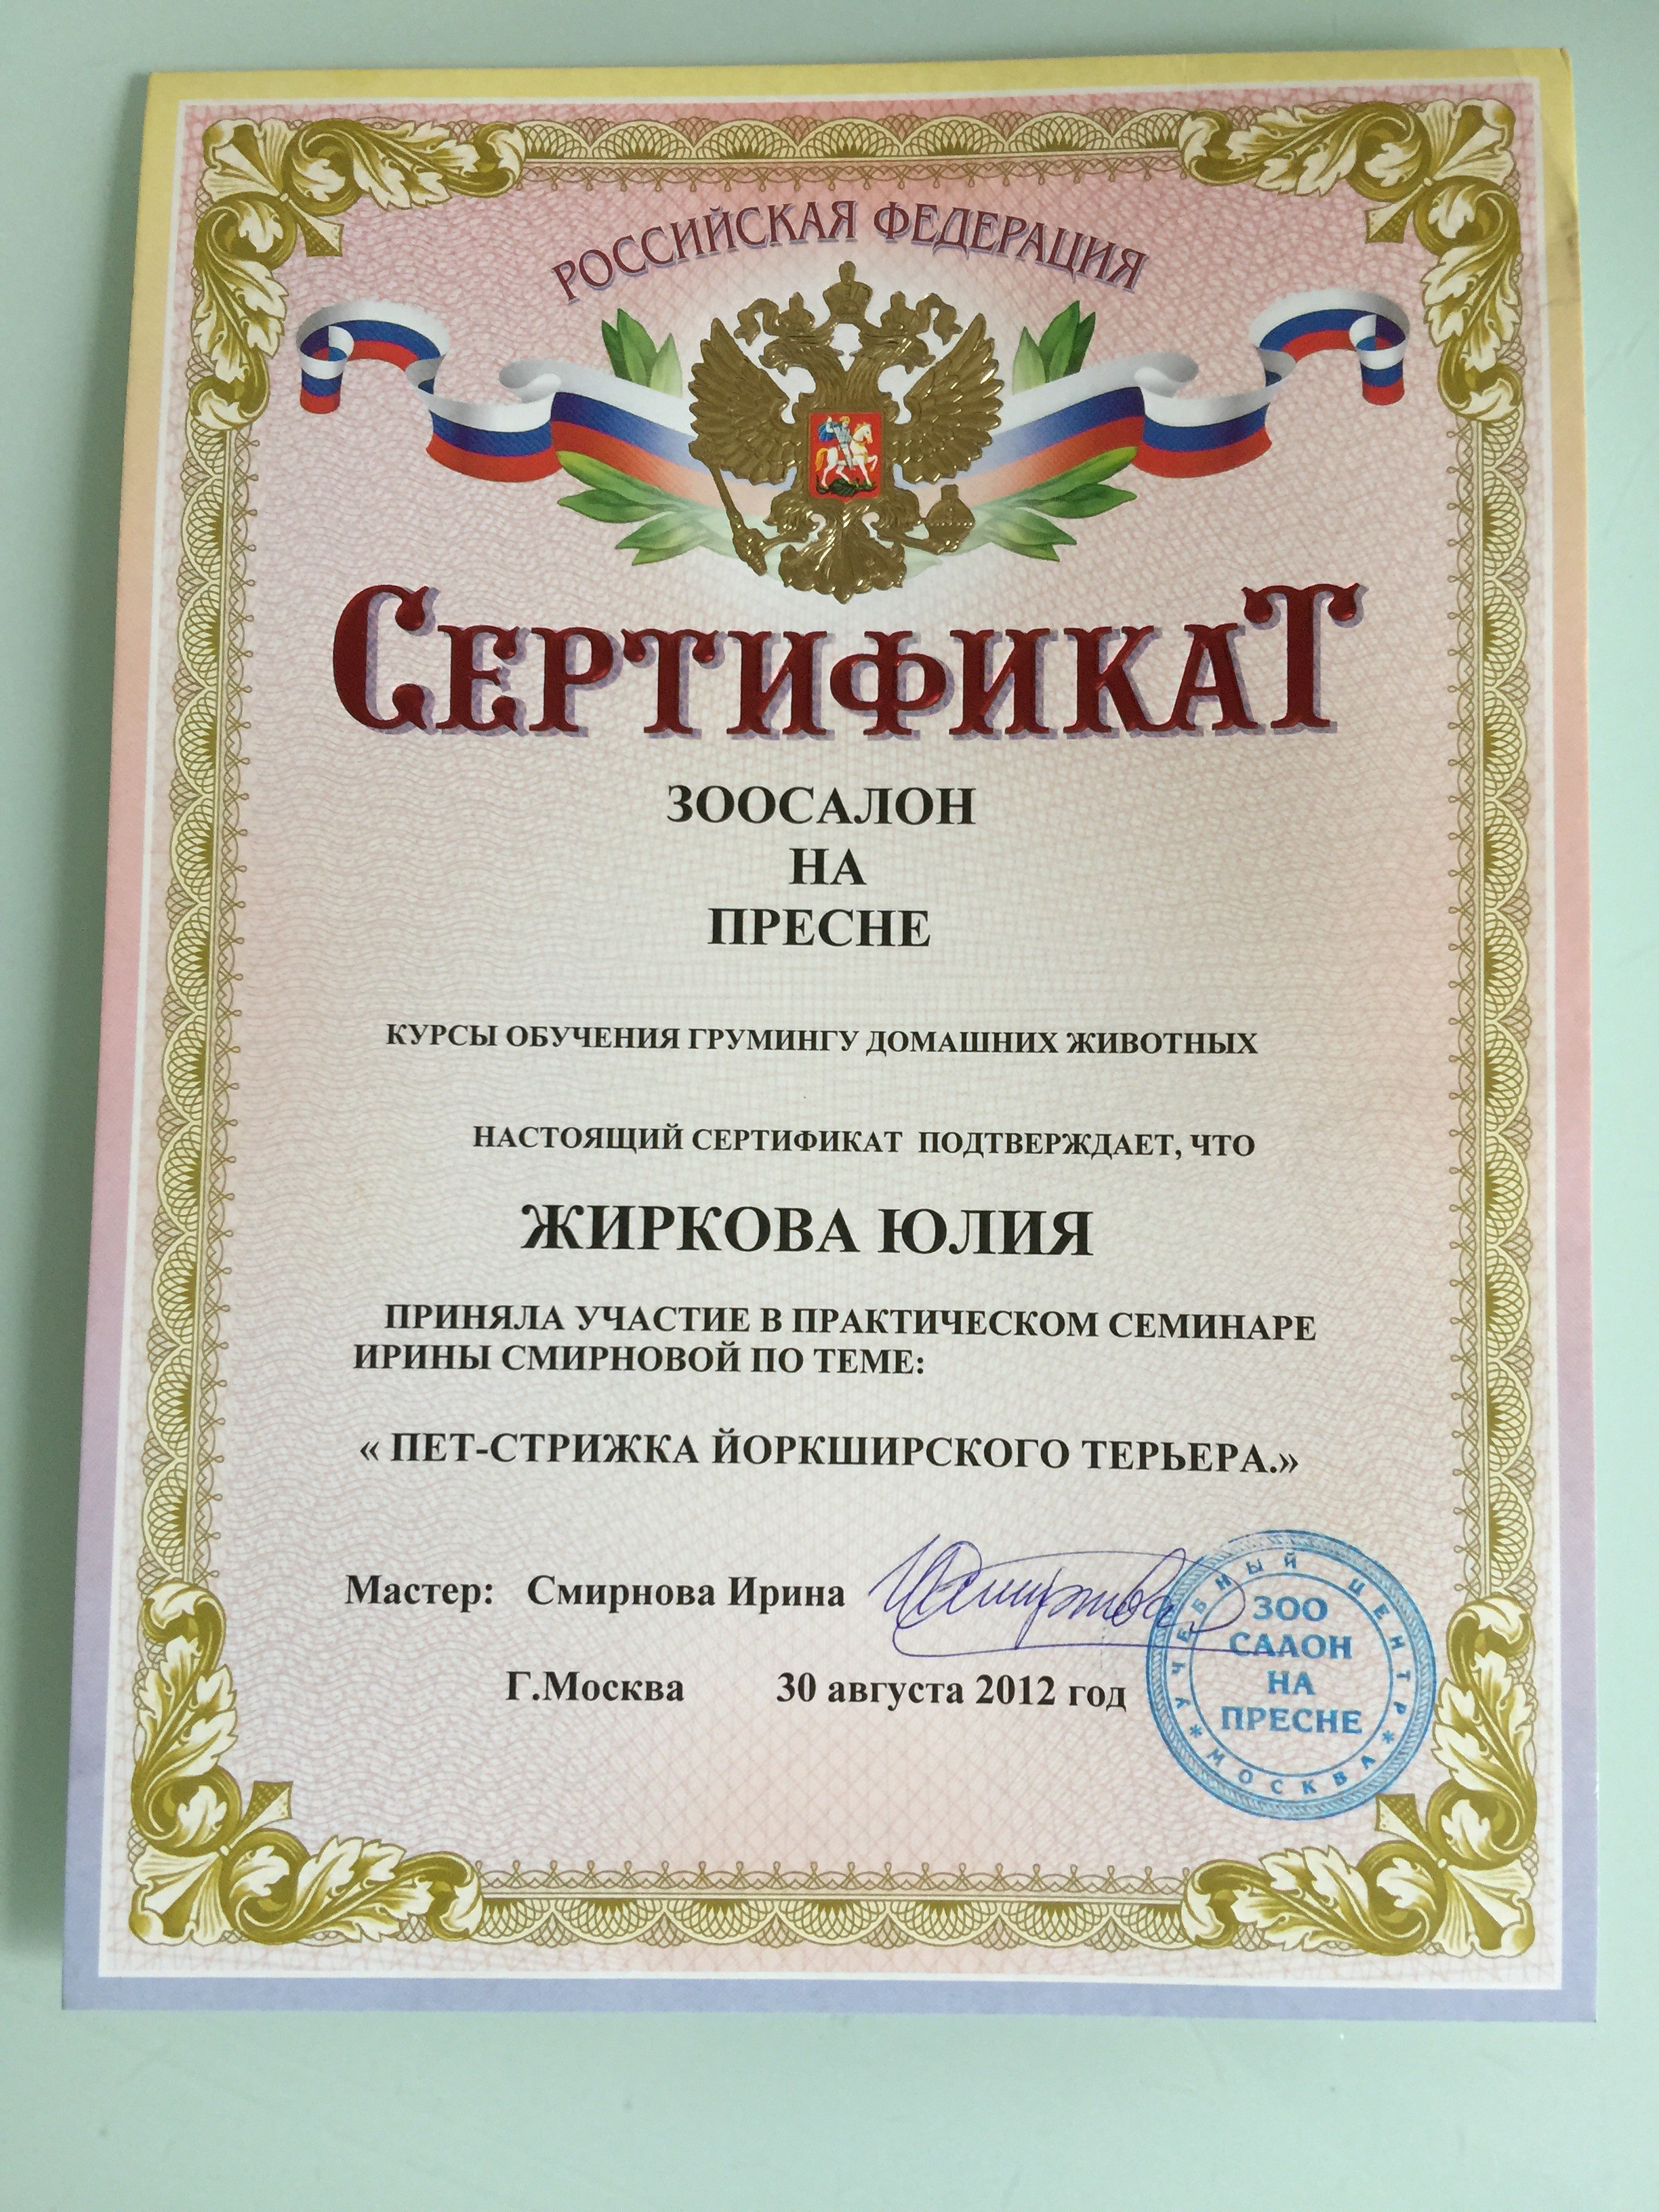 РОССИЙСКАЯ ФЕДЕРАЦИЯ
СЕРТИФИКАТ
ЗООСАЛОН
НА
ПРЕСНЕ
КУРСЫ ОБУЧЕНИЯ ГРУМИНГУ ДОМАШНИХ ЖИВОТНЫХ
НАСТОЯЩИЙ СЕРТИФИКАТ ПОДТВЕРЖДАЕТ, ЧТО
ЖИРКОВА ЮЛИЯ
ПРИНЯЛА УЧАСТИЕ В ПРАКТИЧЕСКОМ СЕМИНАРЕ
ИРИНЫ СМИРНОВОЙ ПО ТЕМЕ:
« ПЕТ-СТРИЖКА ЙОРКШИРСКОГО ТЕРЬЕРА.»
Мастер: Смирнова Ирина
Г.Москва 30 августа 2012 год
УЧЕБНЫЙ ЦЕНТР
ЗОО
САЛОН
НА
ПРЕСНЕ
* МОСКВА *